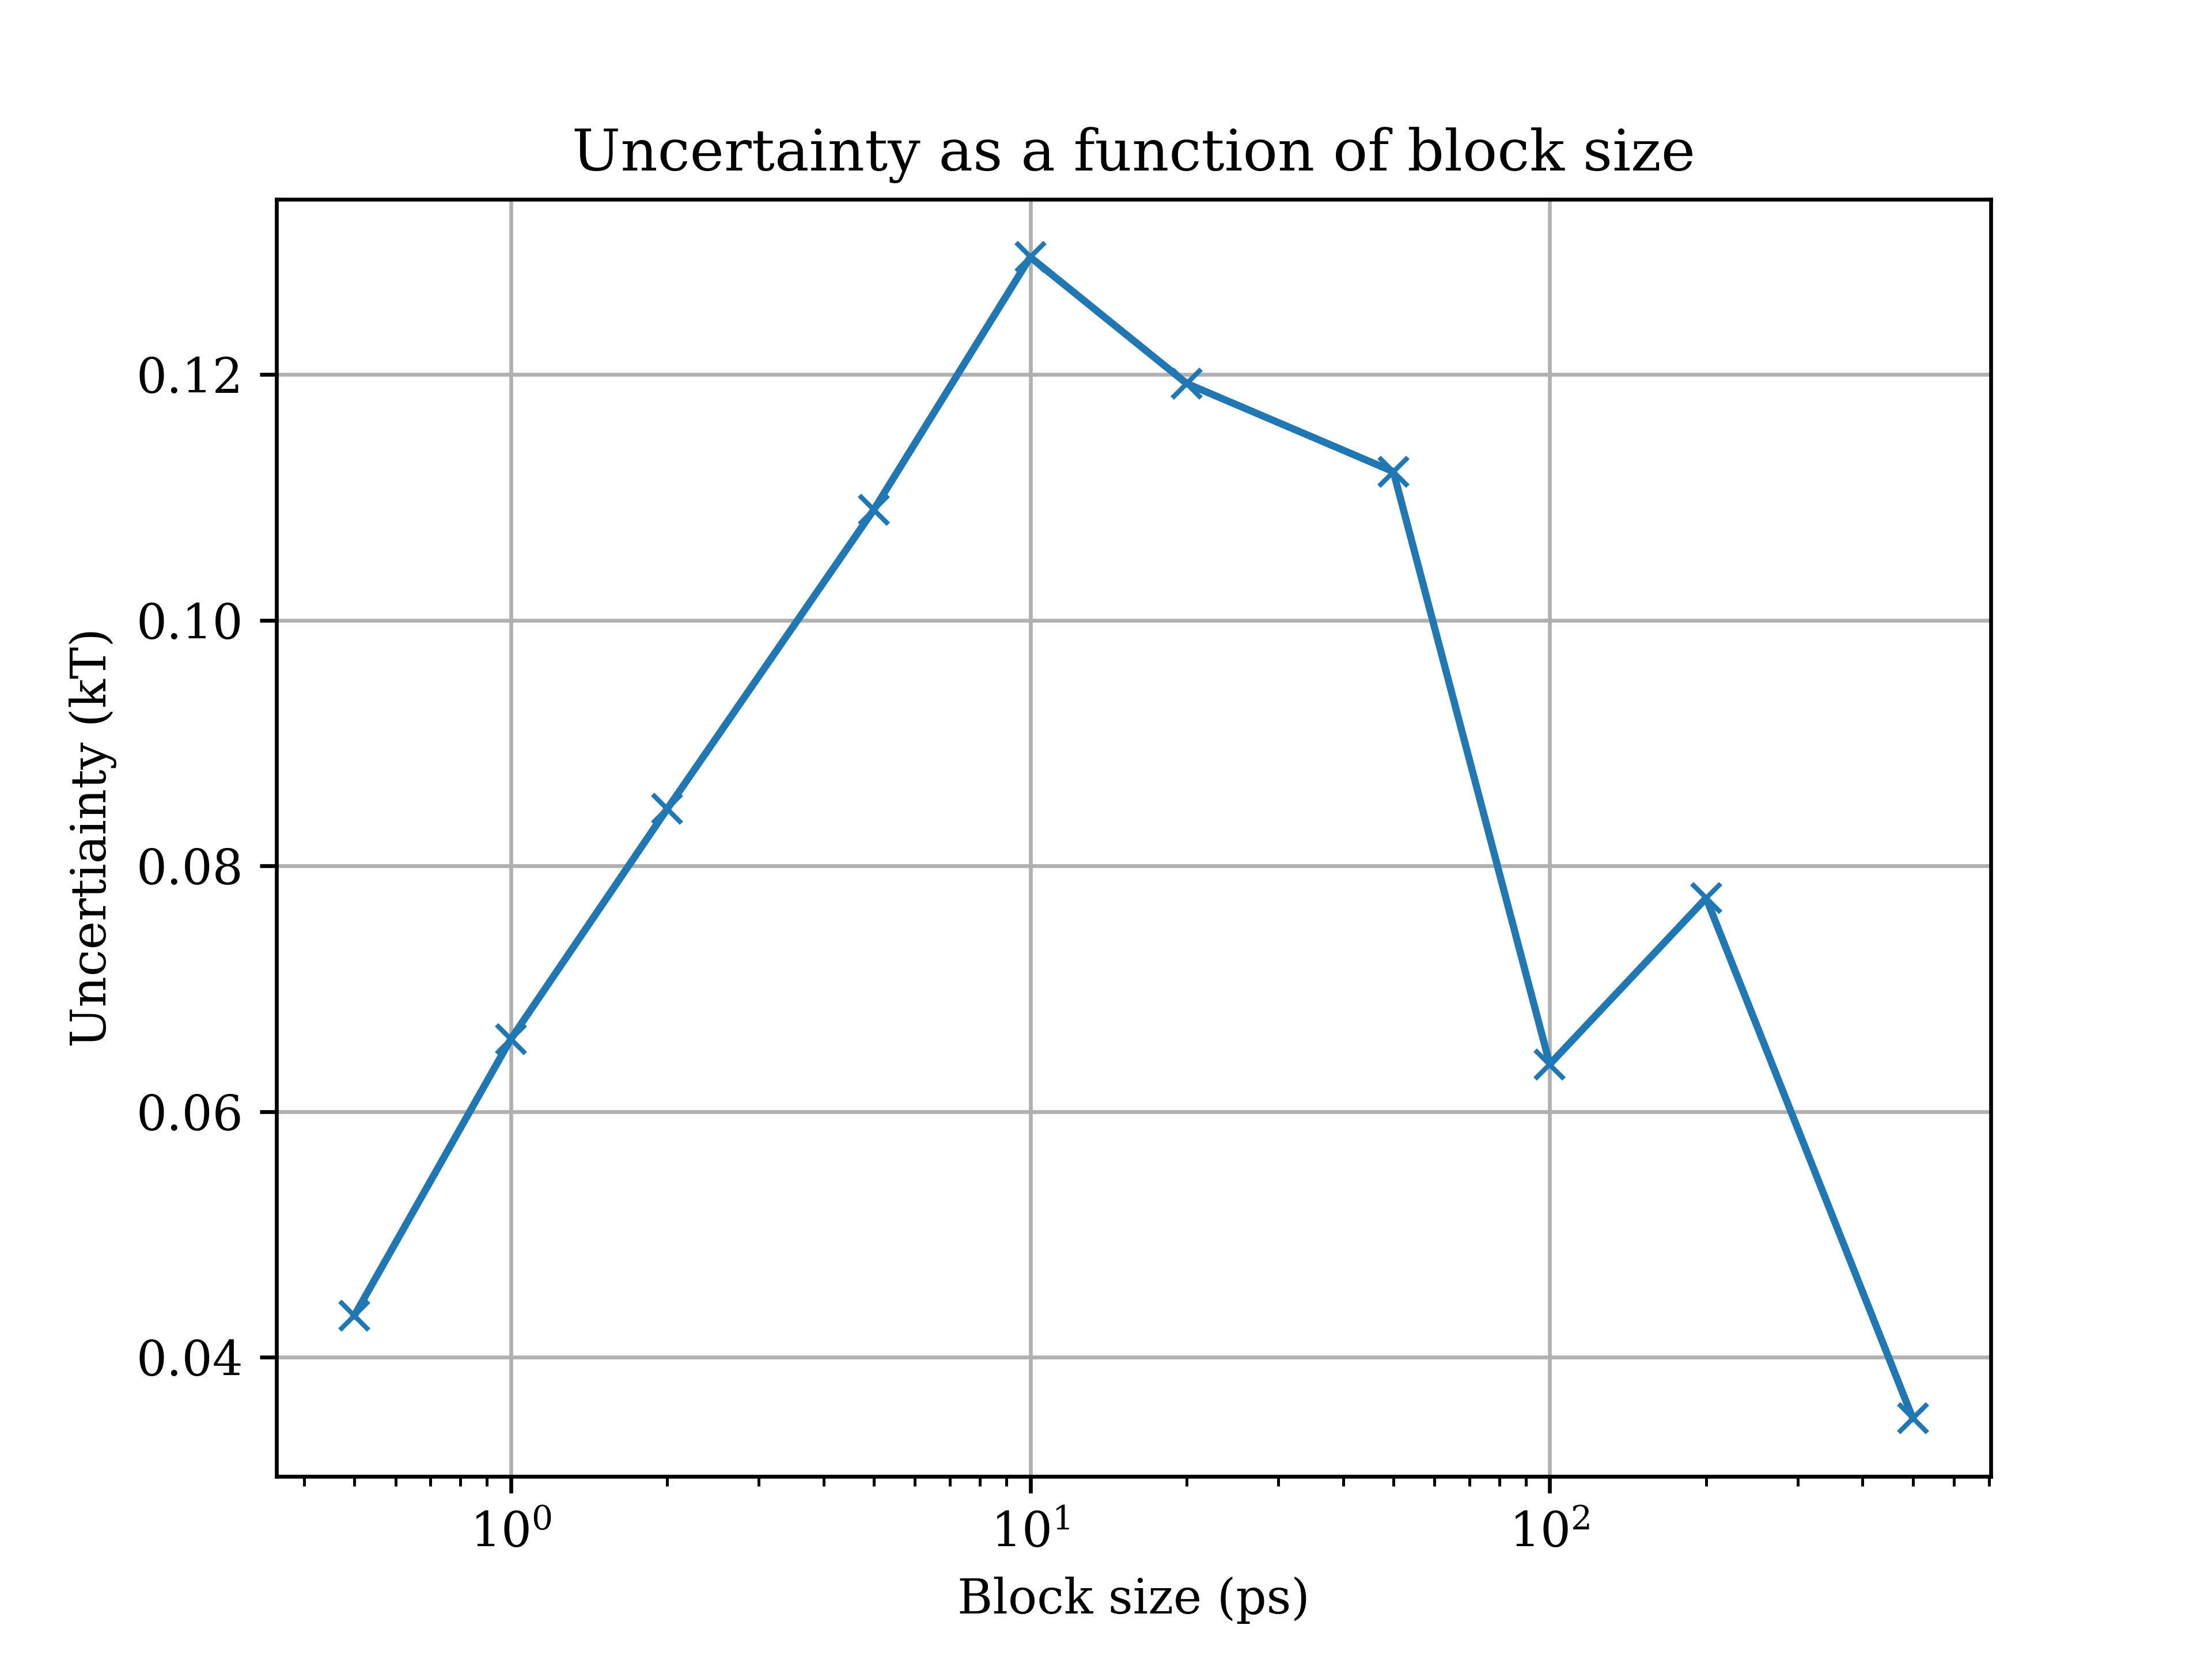 Uncertainty as a function of block size
0.12
0.10
0.08
0.06
0.04
Uncertiainty (kT)
10⁰ 10¹ 10²
Block size (ps)